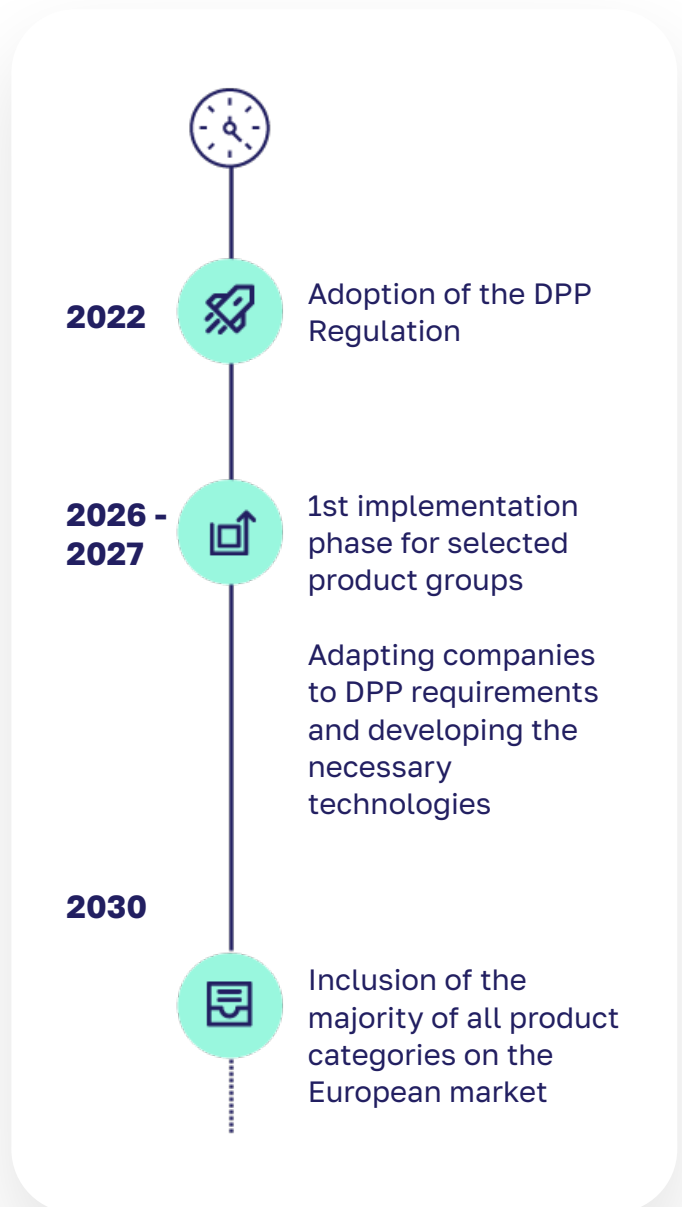 2022
Adoption of the DPP
Regulation
2026 -
2027
1st implementation
phase for selected
product groups
Adapting companies
to DPP requirements
and developing the
necessary
technologies
2030
Inclusion of the
majority of all product
categories on the
European market